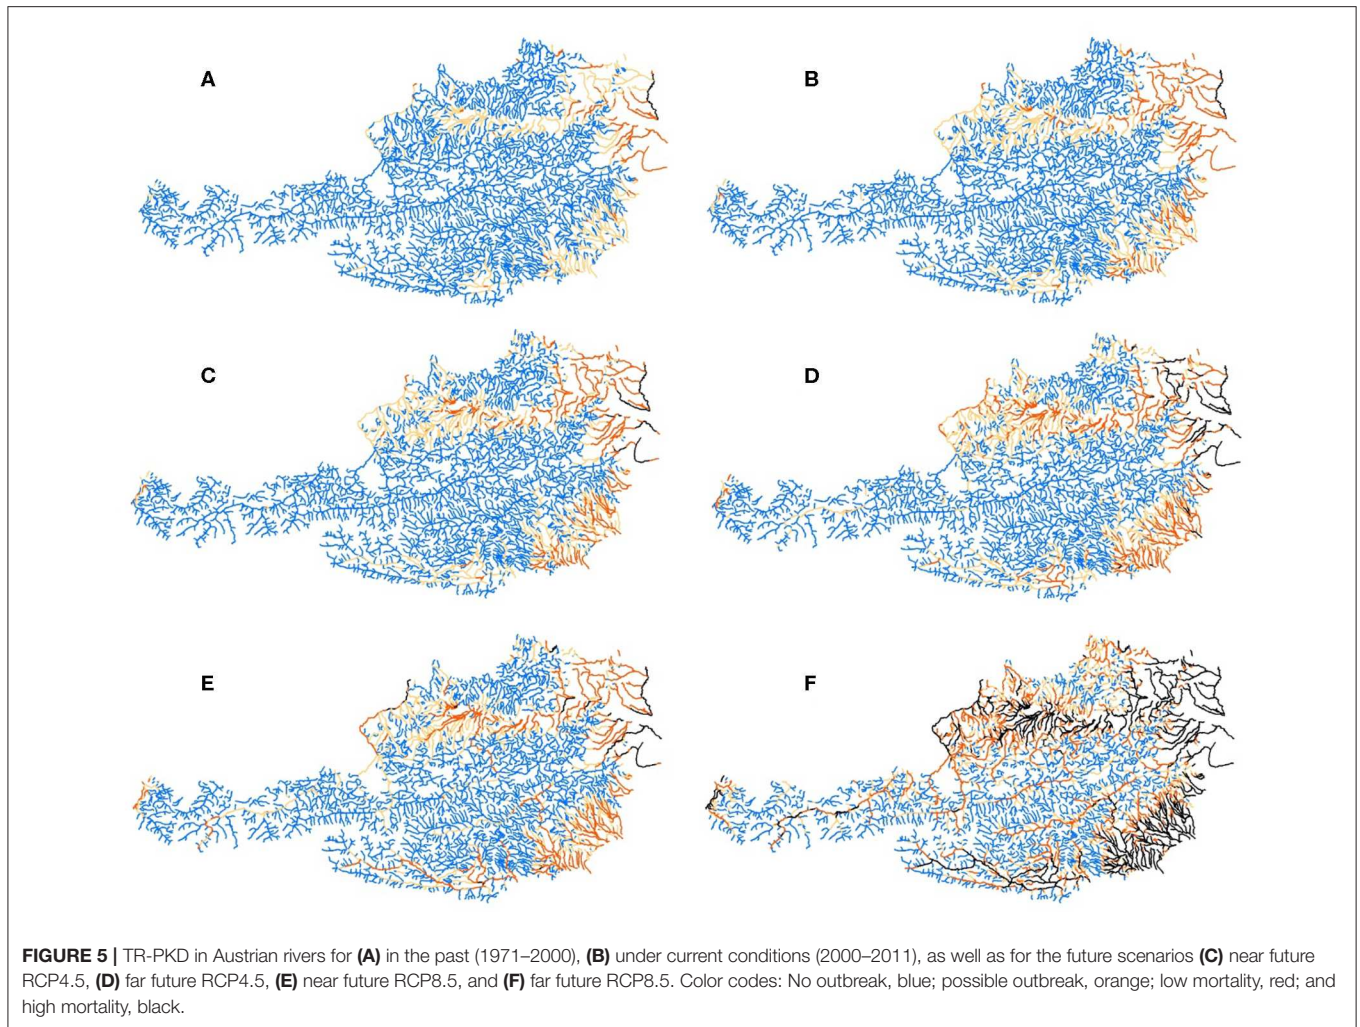 A
B
C
D
E
F
FIGURE 5 | TR-PKD in Austrian rivers for (A) in the past (1971–2000), (B) under current conditions (2000–2011), as well as for the future scenarios (C) near future
RCP4.5, (D) far future RCP4.5, (E) near future RCP8.5, and (F) far future RCP8.5. Color codes: No outbreak, blue; possible outbreak, orange; low mortality, red; and
high mortality, black.